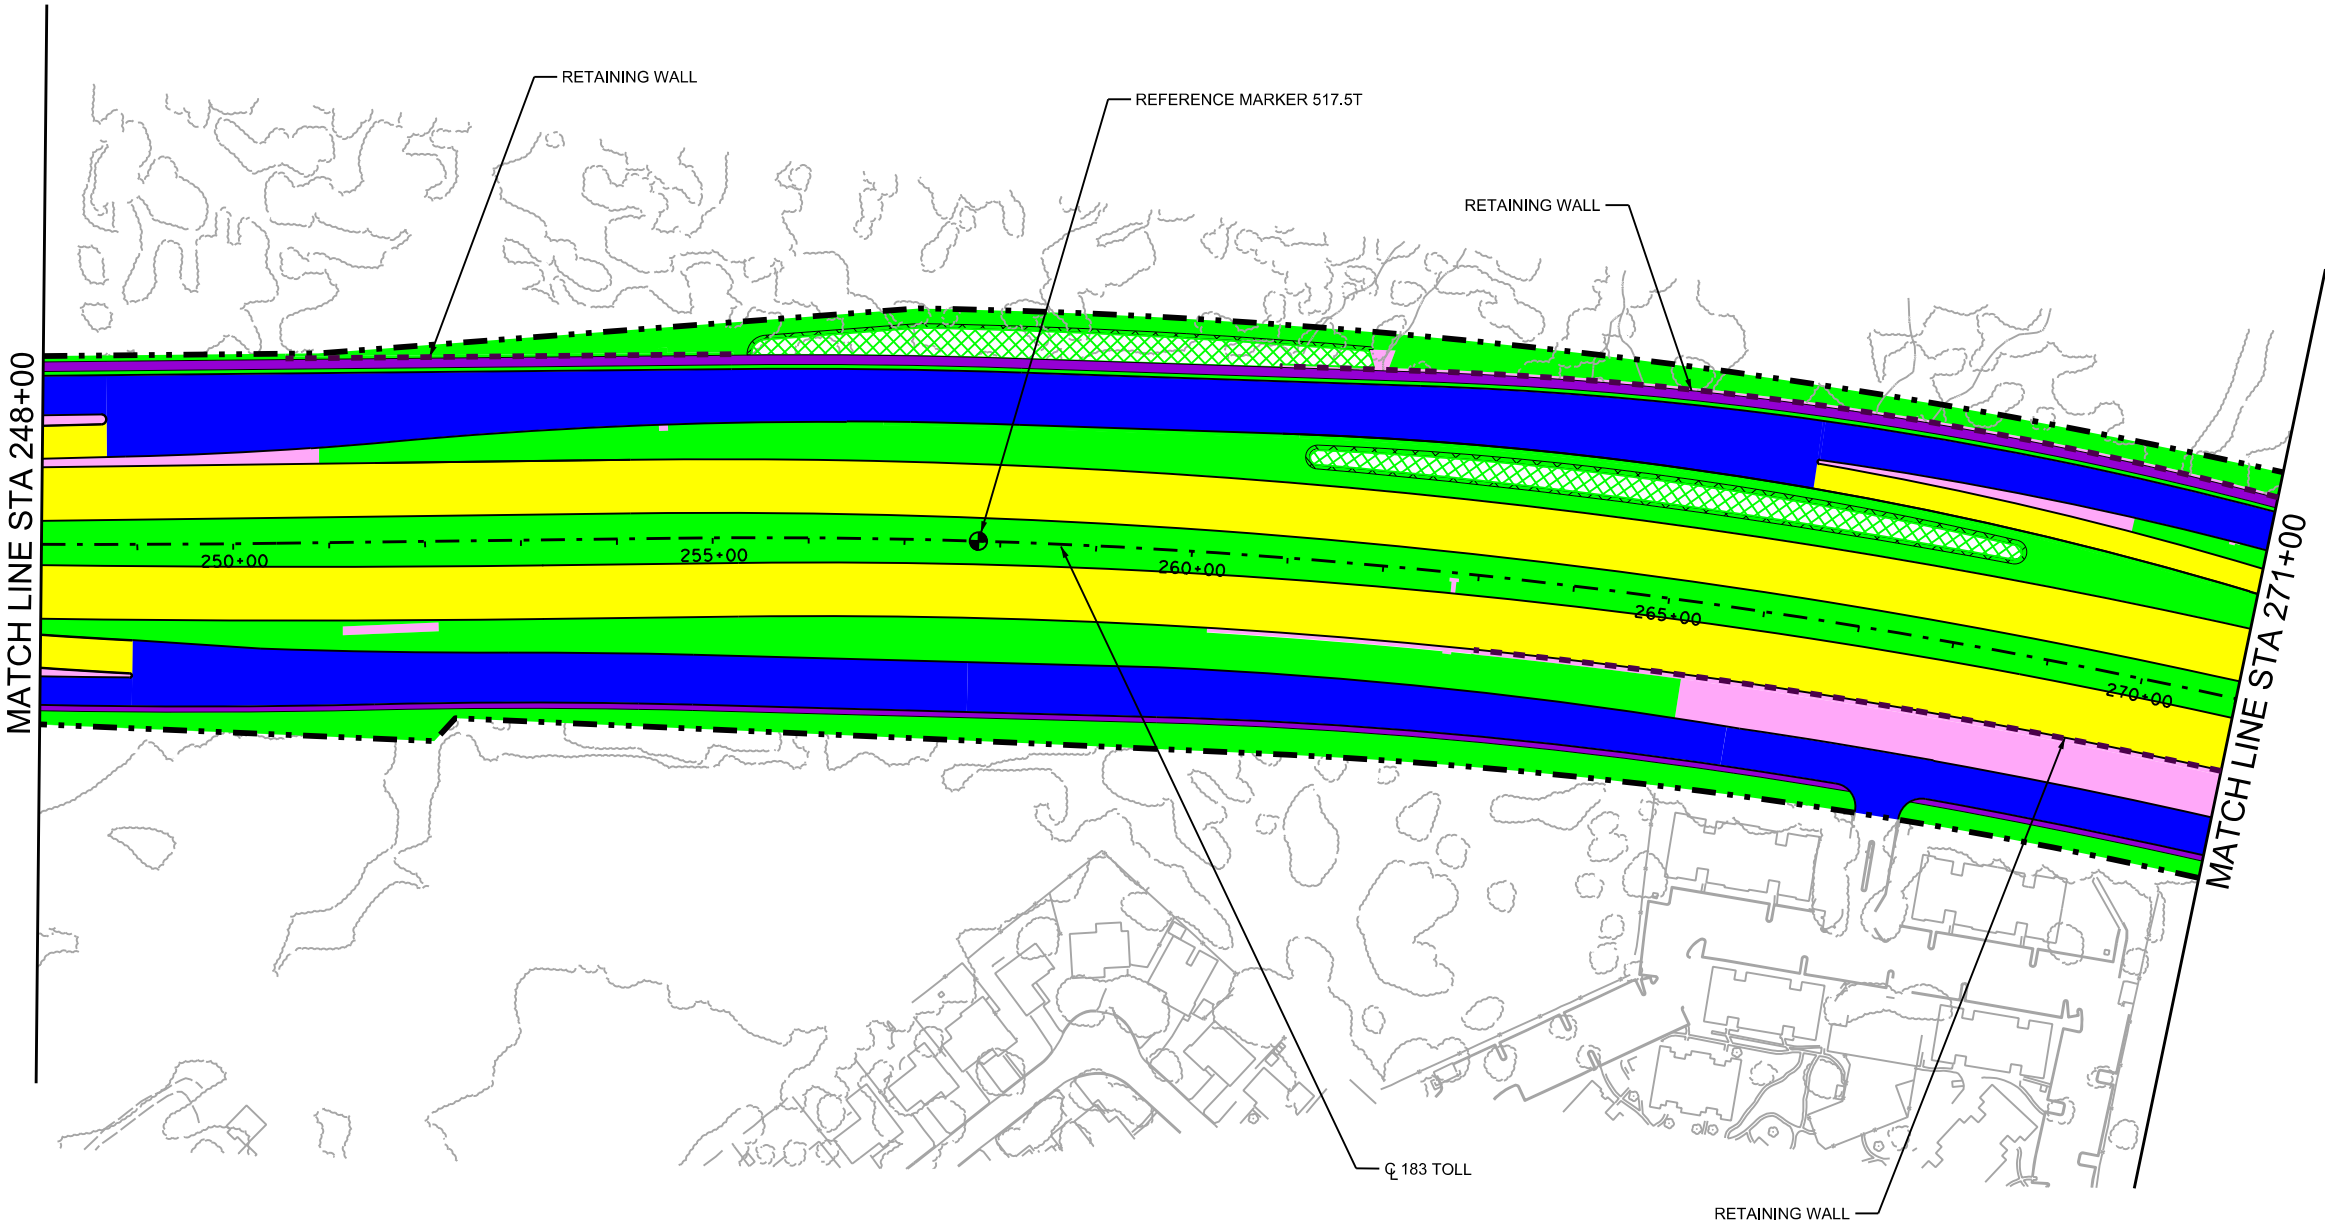 RETAINING WALL
REFERENCE MARKER 517.5T
RETAINING WALL
MATCH LINE STA 248+00
250+00
255+00
260+00
265+00
270+00
MATCH LINE STA 271+00
℄ 183 TOLL
RETAINING WALL